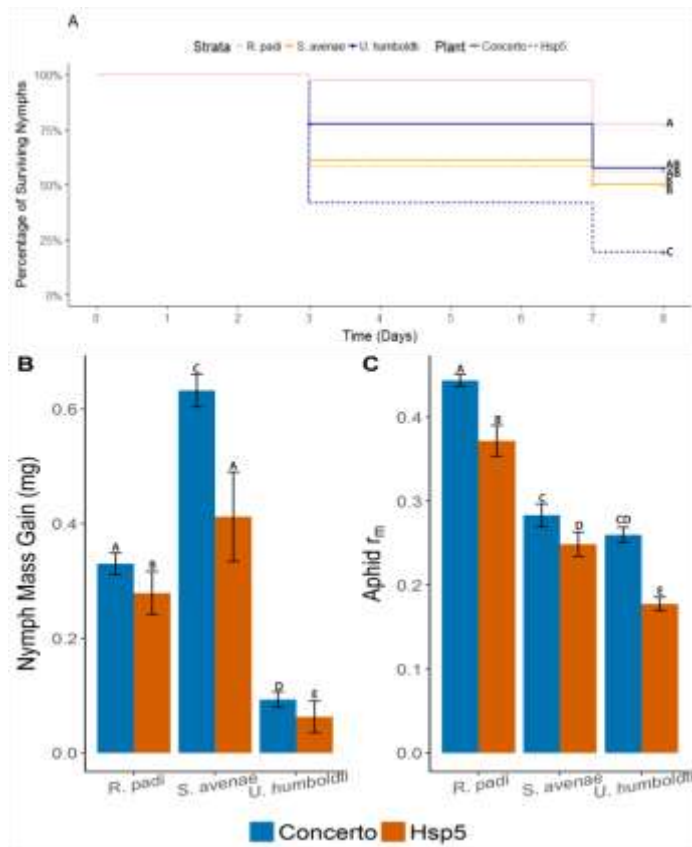 A
Strata R. padi S. avenae U. humboldti Plant Concerto Hsp5
Percentage of Surviving Nymphs
100%
75%
50%
25%
0%
A
AB
AB
B
C
0 1 2 3 4 5 6 7 8
Time (Days)
B
Nymph Mass Gain (mg)
0.6
0.4
0.2
0.0
A
B
C
A
D
E
R. padi S. avenae U. humboldti
C
Aphid rm
0.4
0.3
0.2
0.1
0.0
A
B
C
D
CD
E
R. padi S. avenae U. humboldti
Concerto Hsp5